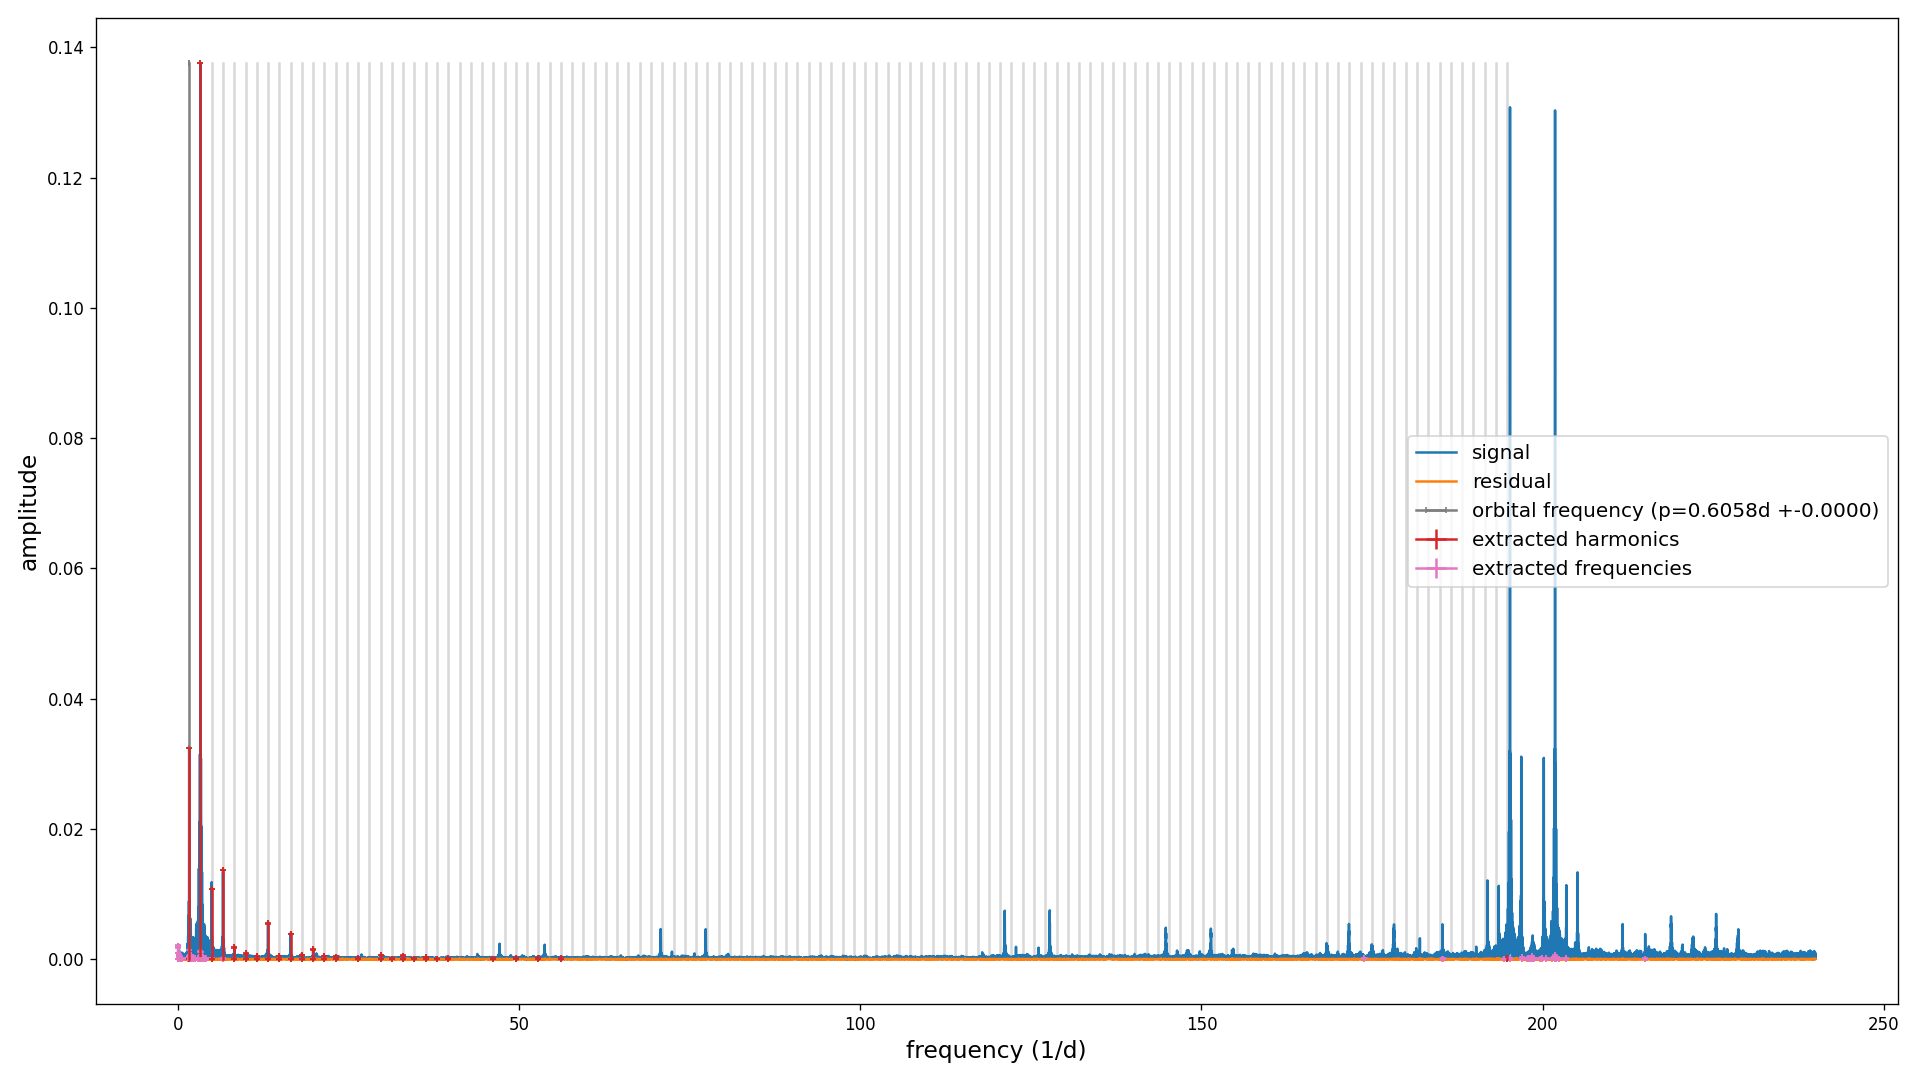 0.14
0.12
0.10
0.08
0.06
0.04
0.02
0.00
amplitude
signal
residual
orbital frequency (p=0.6058d +-0.0000)
extracted harmonics
extracted frequencies
0 50 100 150 200 250
frequency (1/d)